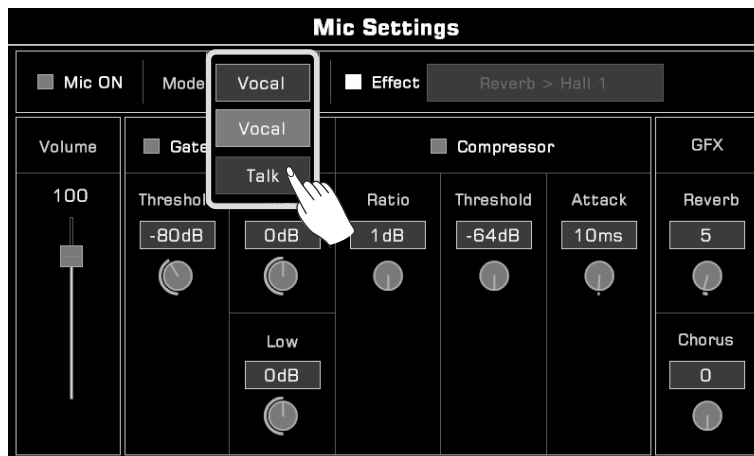 Mic Settings
Mic ON
Mode
Vocal
Effect
Reverb > Hall 1
Vocal
Talk
Volume
Gate
Compressor
GFX
100
Threshol
Ratio
Threshold
Attack
Reverb
-80dB
0dB
1dB
-64dB
10ms
5
Low
Chorus
0dB
0